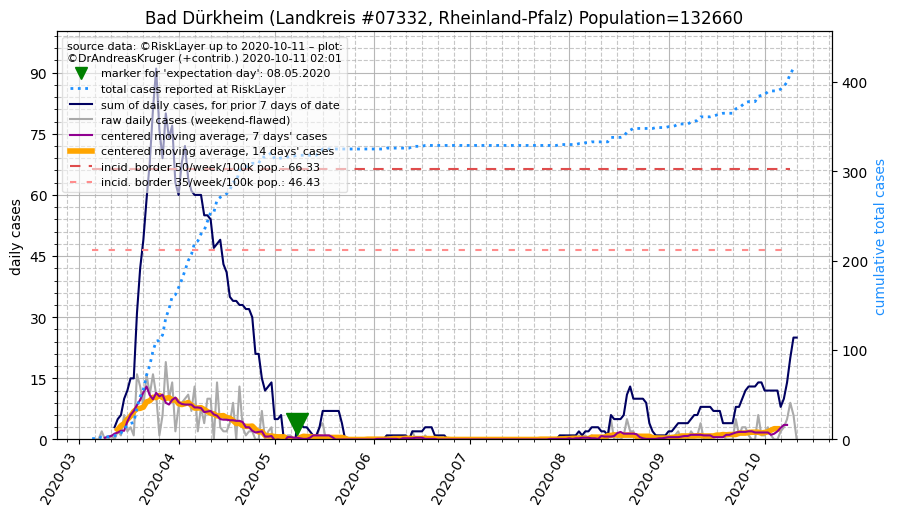 Bad Dürkheim (Landkreis #07332, Rheinland-Pfalz) Population=132660
source data: ©RiskLayer up to 2020-10-11 – plot:
©DrAndreasKruger (+contrib.) 2020-10-11 02:01
marker for 'expectation day': 08.05.2020
total cases reported at RiskLayer
sum of daily cases, for prior 7 days of date
raw daily cases (weekend-flawed)
centered moving average, 7 days' cases
centered moving average, 14 days' cases
incid. border 50/week/100k pop.: 66.33
incid. border 35/week/100k pop.: 46.43
daily cases
90
75
60
45
30
15
0
cumulative total cases
400
300
200
100
0
2020-03
2020-04
2020-05
2020-06
2020-07
2020-08
2020-09
2020-10